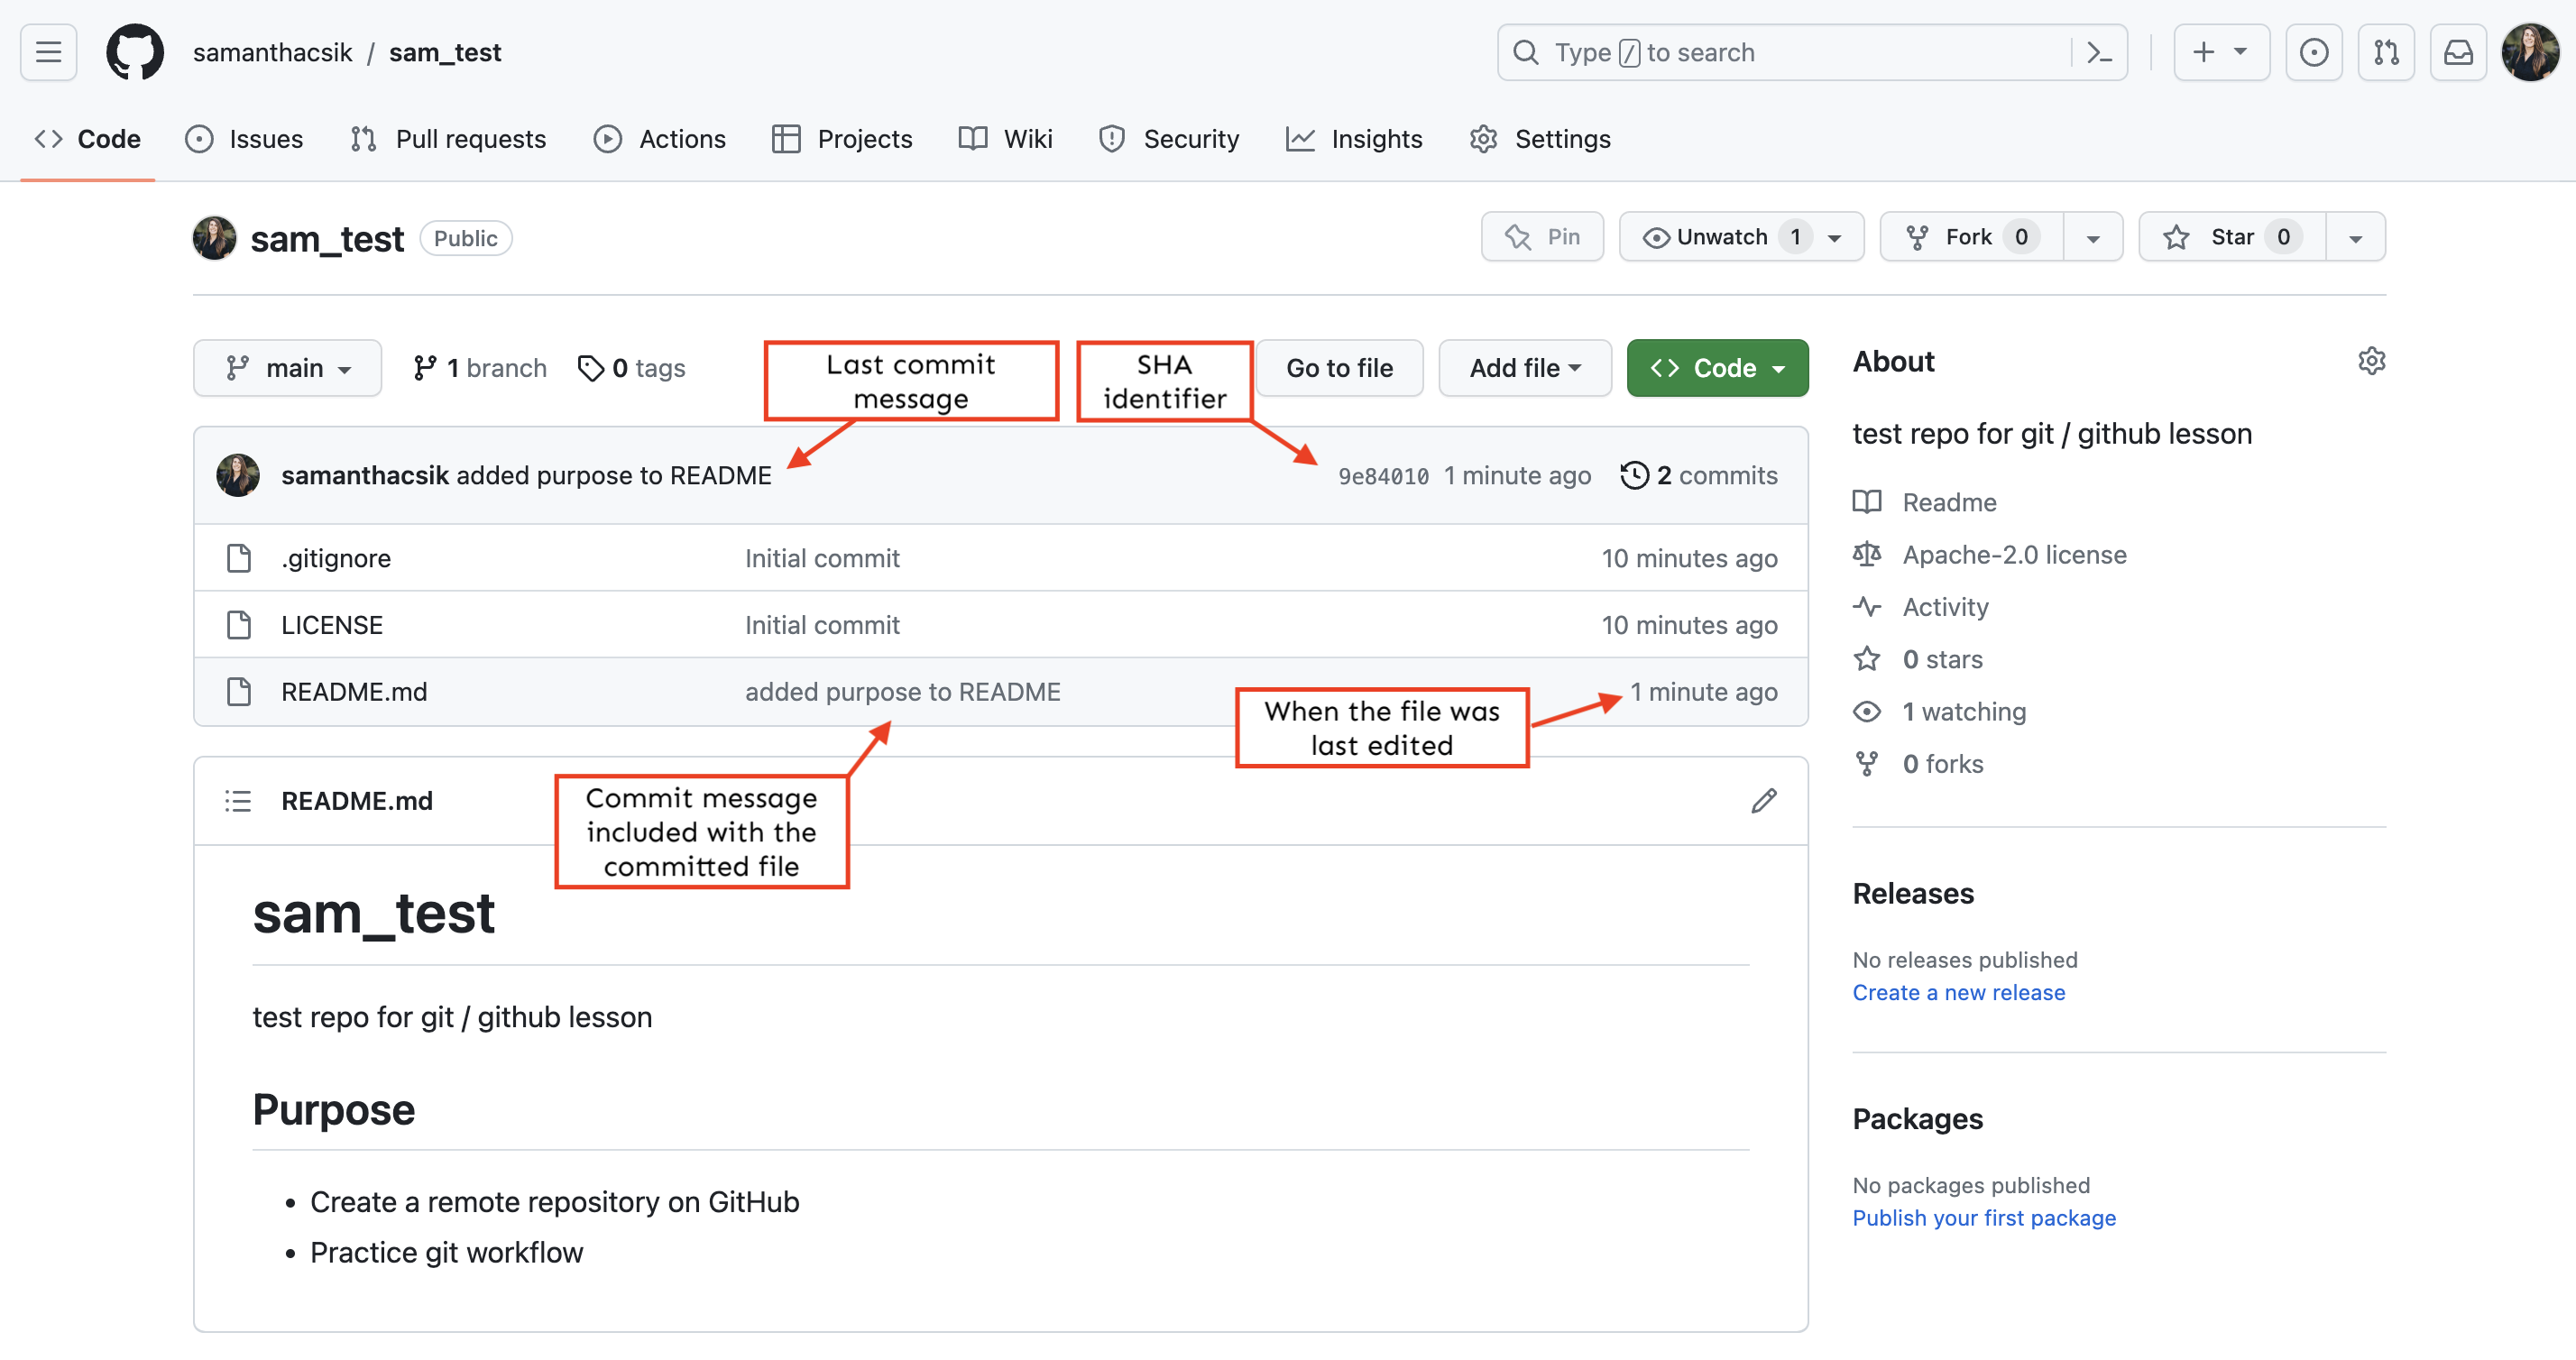 samanthacsik / sam_test
Type / to search
Code Issues Pull requests Actions Projects Wiki Security Insights Settings
sam_test Public
Pin Unwatch 1 Fork 0 Star 0
main 1 branch 0 tags
Last commit
message
SHA
identifier
Go to file Add file Code
samanthacsik added purpose to README 9e84010 1 minute ago 2 commits
.gitignore Initial commit 10 minutes ago
LICENSE Initial commit 10 minutes ago
README.md added purpose to README 1 minute ago
When the file was
last edited
Commit message
included with the
committed file
README.md
sam_test
test repo for git / github lesson
Purpose
• Create a remote repository on GitHub
• Practice git workflow
About
test repo for git / github lesson
Readme
Apache-2.0 license
Activity
0 stars
1 watching
0 forks
Releases
No releases published
Create a new release
Packages
No packages published
Publish your first package